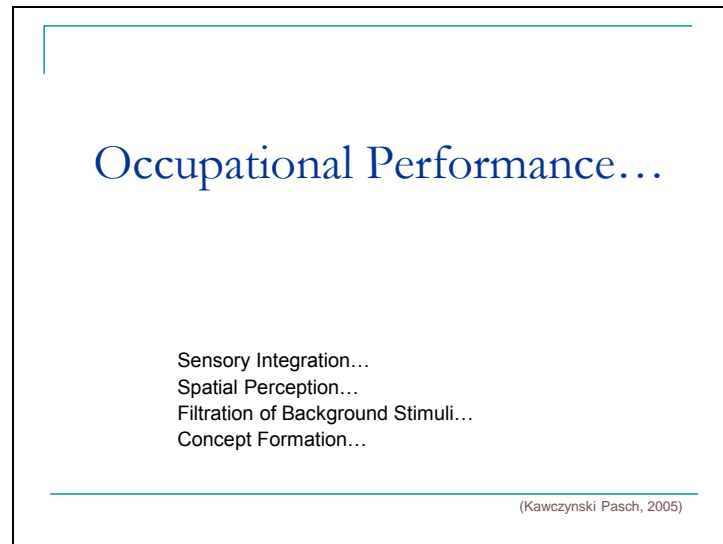 Occupational Performance…
Sensory Integration…
Spatial Perception…
Filtration of Background Stimuli…
Concept Formation…
(Kawczynski Pasch, 2005)